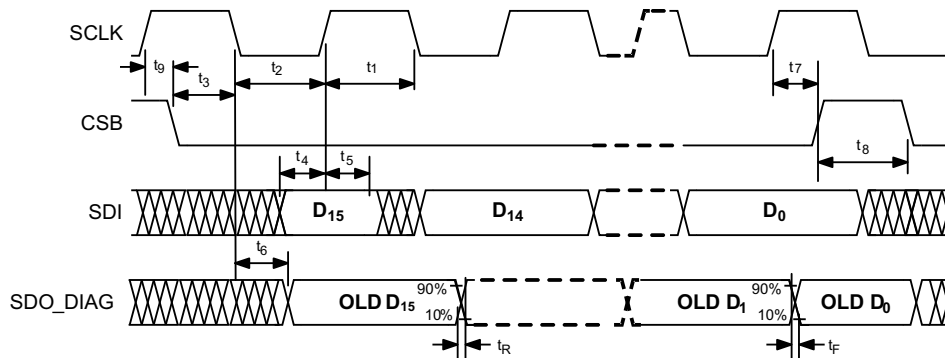 SCLK
t9
t3
t2
t1
t7
CSB
t8
t4
t5
SDI
D15
D14
D0
t6
SDO_DIAG
OLD D15
90%
10%
OLD D1
90%
10%
OLD D0
tR
tF